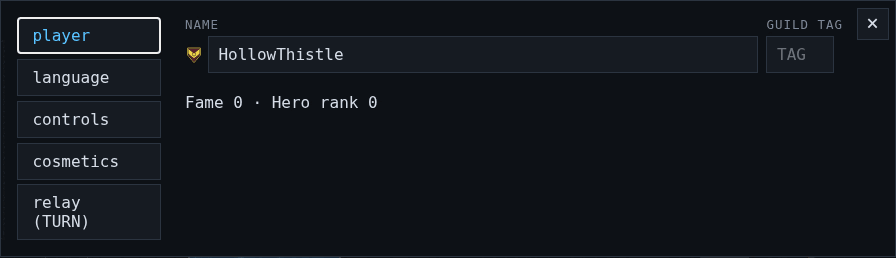 player
language
controls
cosmetics
relay
(TURN)
NAME
GUILD TAG
×
HollowThistle
TAG
Fame 0 · Hero rank 0